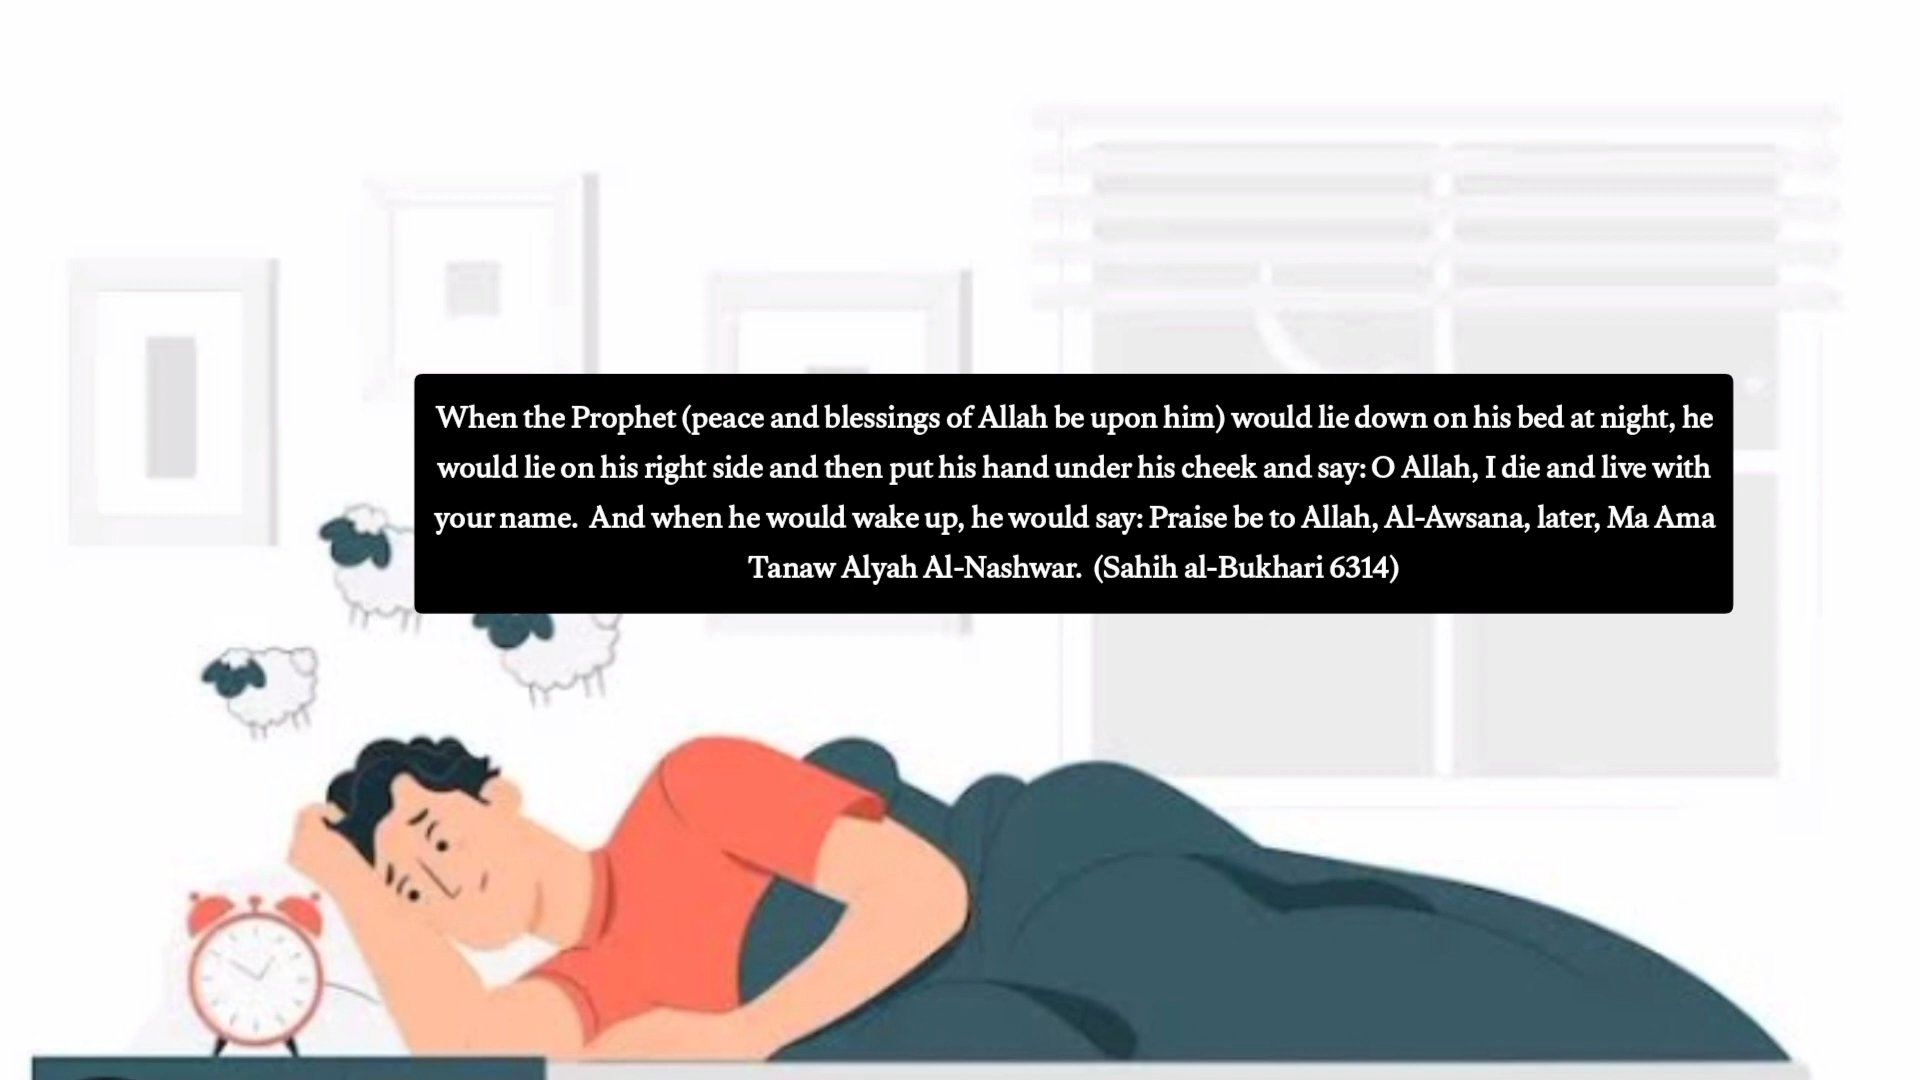 When the Prophet (peace and blessings of Allah be upon him) would lie down on his bed at night, he
would lie on his right side and then put his hand under his cheek and say: O Allah, I die and live with
your name.  And when he would wake up, he would say: Praise be to Allah, Al-Awsana, later, Ma Ama
Tanaw Alyah Al-Nashwar.  (Sahih al-Bukhari 6314)